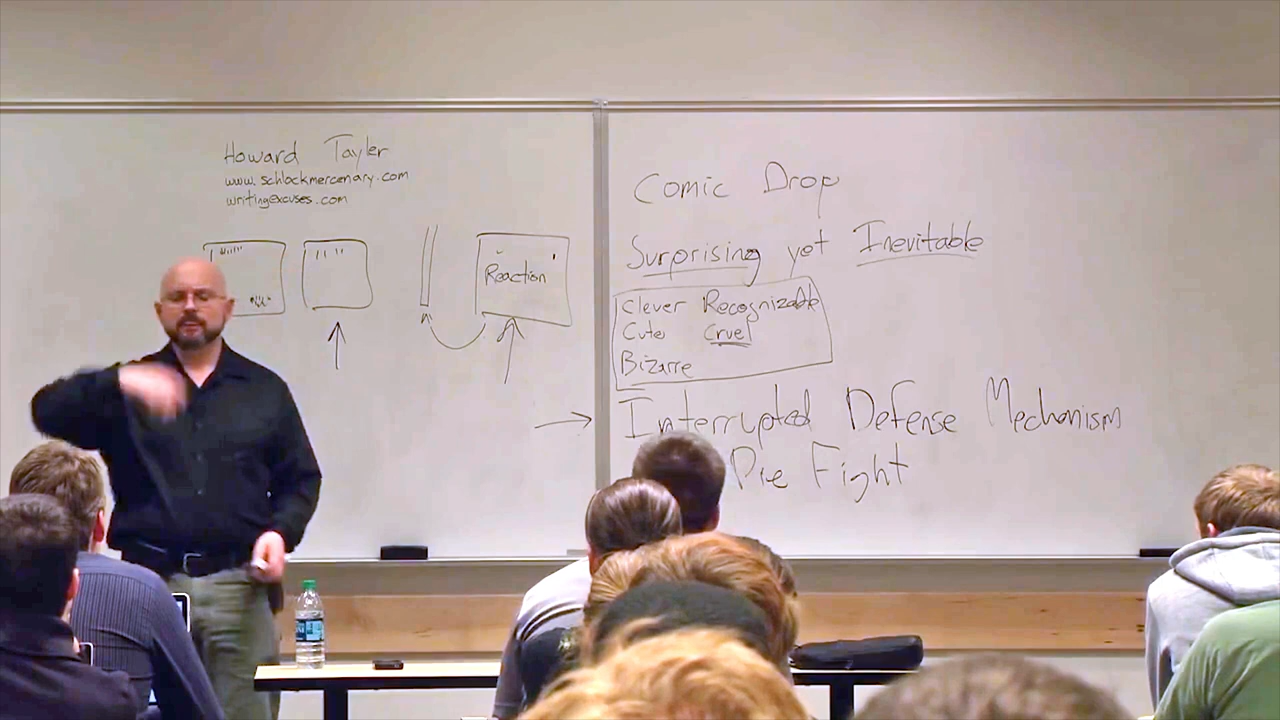 Howard Tayler
www.schlockmercenary.com
writingexcuses.com
Reaction
Comic Drop
Surprising yet Inevitable
Clever Recognizable
Cute Cruel
Bizarre
Interrupted Defense Mechanism
Pie Fight